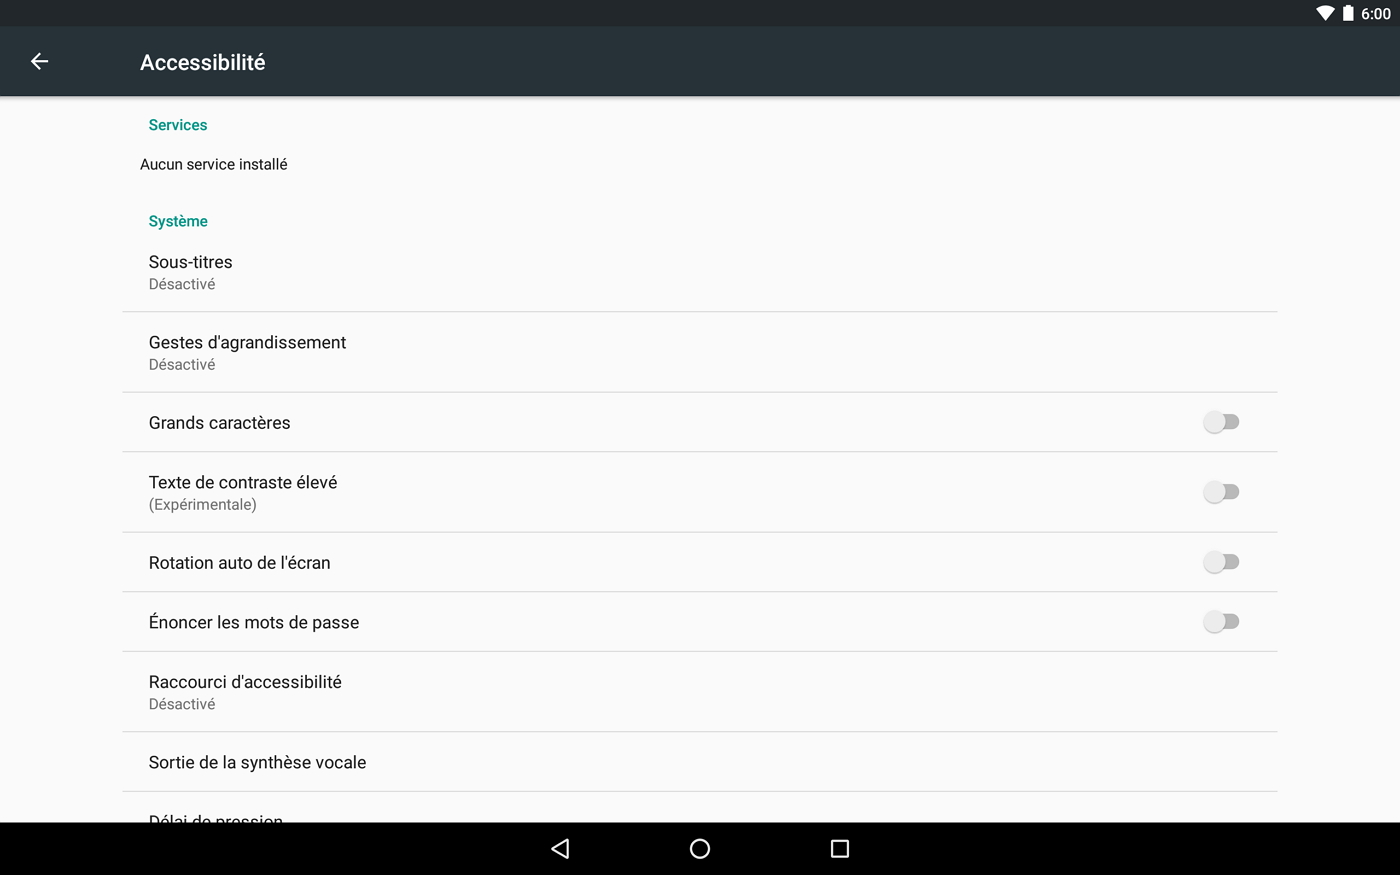 6:00
Accessibilité
Services
Aucun service installé
Système
Sous-titres
Désactivé
Gestes d'agrandissement
Désactivé
Grands caractères
Texte de contraste élevé
(Expérimentale)
Rotation auto de l'écran
Énoncer les mots de passe
Raccourci d'accessibilité
Désactivé
Sortie de la synthèse vocale
Délai de pression